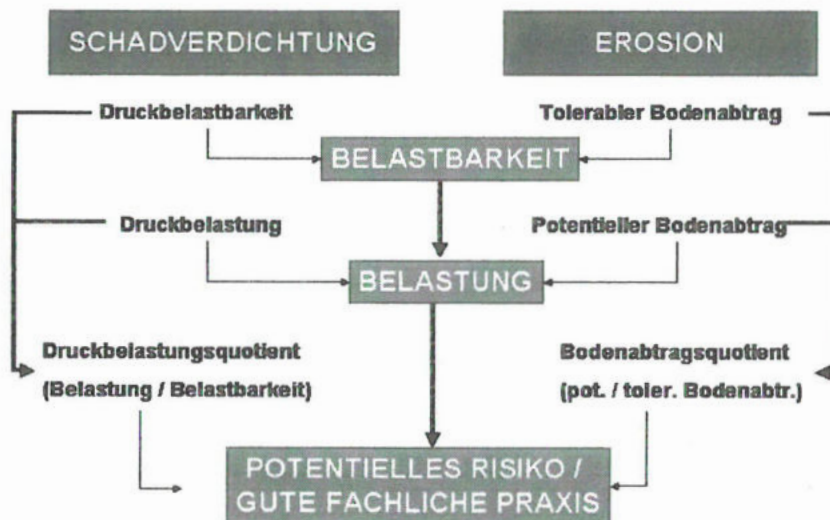 SCHADVERDICHTUNG
EROSION
Druckbelastbarkeit
Tolerabler Bodenabtrag
BELASTBARKEIT
Druckbelastung
Potentieller Bodenabtrag
BELASTUNG
Druckbelastungsquotient
(Belastung / Belastbarkeit)
Bodenabtragsquotient
(pot. / toler. Bodenabtr.)
POTENTIELLES RISIKO /
GUTE FACHLICHE PRAXIS